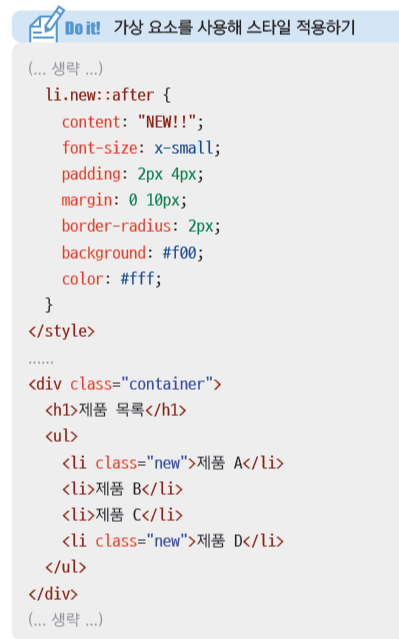 Do it! 가상 요소를 사용해 스타일 적용하기
(... 생략 ...)
li.new::after {
content: "NEW!!";
font-size: x-small;
padding: 2px 4px;
margin: 0 10px;
border-radius: 2px;
background: #f00;
color: #fff;
}
</style>
......
<div class="container">
<h1>제품 목록</h1>
<ul>
<li class="new">제품 A</li>
<li>제품 B</li>
<li>제품 C</li>
<li class="new">제품 D</li>
</ul>
</div>
(... 생략 ...)